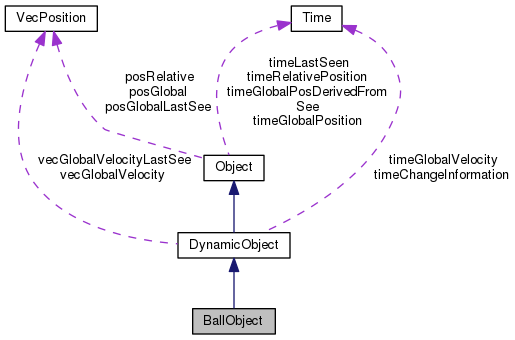 VecPosition
Time
posRelative
posGlobal
posGlobalLastSee
timeLastSeen
timeRelativePosition
timeGlobalPosDerivedFrom
See
timeGlobalPosition
Object
vecGlobalVelocityLastSee
vecGlobalVelocity
timeGlobalVelocity
timeChangeInformation
DynamicObject
BallObject